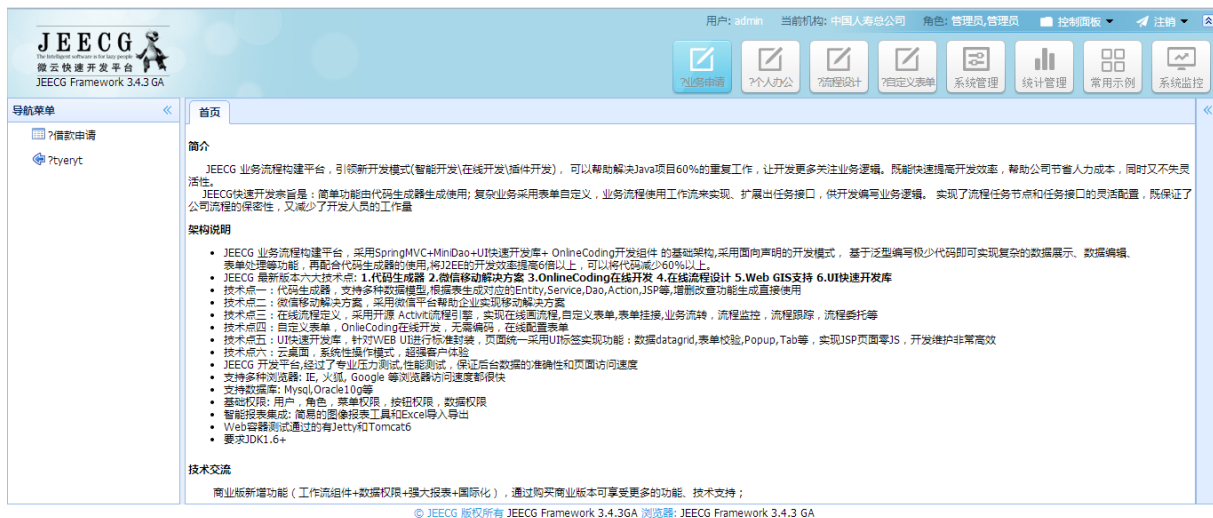 用户: admin 当前机构: 中国人寿总公司 角色: 管理员,管理员 控制面板 注销
JEECG
The Intelligent software is for lazy people
微云快速开发平台
JEECG Framework 3.4.3 GA
?业务申请 ?个人办公 ?流程设计 ?自定义表单 系统管理 统计管理 常用示例 系统监控
导航菜单
首页
?借款申请
?tyeryt
简介
JEECG 业务流程构建平台，引领新开发模式(智能开发\在线开发\插件开发)， 可以帮助解决Java项目60%的重复工作，让开发更多关注业务逻辑。既能快速提高开发效率，帮助公司节省人力成本，同时又不失灵
活性。
JEECG快速开发宗旨是：简单功能由代码生成器生成使用; 复杂业务采用表单自定义，业务流程使用工作流来实现、扩展出任务接口，供开发编写业务逻辑。 实现了流程任务节点和任务接口的灵活配置，既保证了
公司流程的保密性，又减少了开发人员的工作量
架构说明
• JEECG 业务流程构建平台，采用SpringMVC+MiniDao+UI快速开发库+ OnlineCoding开发组件 的基础架构,采用面向声明的开发模式， 基于泛型编写极少代码即可实现复杂的数据展示、数据编辑、
表单处理等功能，再配合代码生成器的使用,将J2EE的开发效率提高6倍以上，可以将代码减少60%以上。
• JEECG 最新版本六大技术点: 1.代码生成器 2.微信移动解决方案 3.OnlineCoding在线开发 4.在线流程设计 5.Web GIS支持 6.UI快速开发库
• 技术点一：代码生成器，支持多种数据模型,根据表生成对应的Entity,Service,Dao,Action,JSP等,增删改查功能生成直接使用
• 技术点二：微信移动解决方案，采用微信平台帮助企业实现移动解决方案
• 技术点三：在线流程定义，采用开源 Activiti流程引擎，实现在线画流程,自定义表单,表单挂接,业务流转，流程监控，流程跟踪，流程委托等
• 技术点四：自定义表单，OnlieCoding在线开发，无需编码，在线配置表单
• 技术点五：UI快速开发库，针对WEB UI进行标准封装，页面统一采用UI标签实现功能：数据datagrid,表单校验,Popup,Tab等，实现JSP页面零JS，开发维护非常高效
• 技术点六：云桌面，系统性操作模式，超强客户体验
• JEECG 开发平台,经过了专业压力测试,性能测试，保证后台数据的准确性和页面访问速度
• 支持多种浏览器: IE, 火狐, Google 等浏览器访问速度都很快
• 支持数据库: Mysql,Oracle10g等
• 基础权限: 用户，角色，菜单权限，按钮权限，数据权限
• 智能报表集成: 简易的图像报表工具和Excel导入导出
• Web容器测试通过的有Jetty和Tomcat6
• 要求JDK1.6+
技术交流
商业版新增功能（工作流组件+数据权限+强大报表+国际化），通过购买商业版本可享受更多的功能、技术支持；
© JEECG 版权所有 JEECG Framework 3.4.3GA 浏览器: JEECG Framework 3.4.3 GA